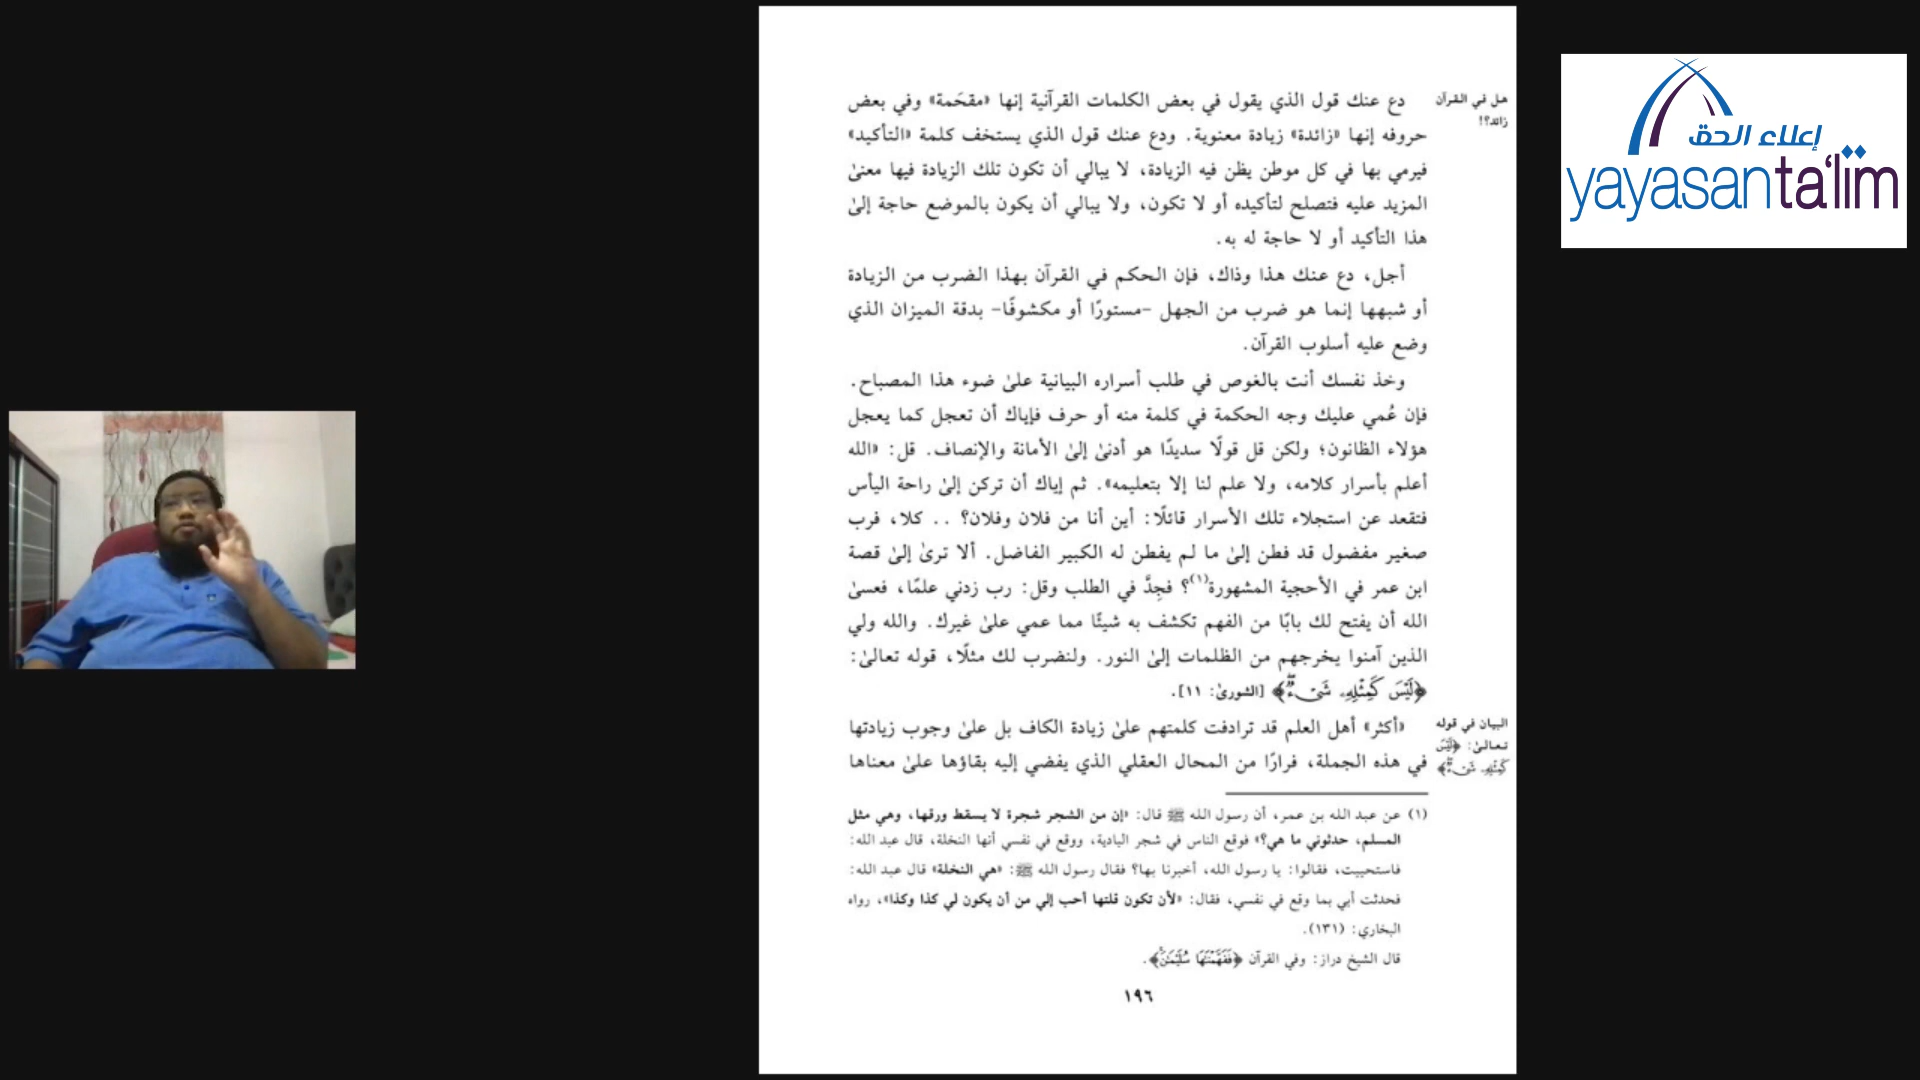 هل في القرآن
زائد؟!
دع عنك قول الذي يقول في بعض الكلمات القرآنية إنها «مقحَمة» وفي بعض
حروفه إنها «زائدة» زيادة معنوية. ودع عنك قول الذي يستخف كلمة «التأكيد»
فيرمي بها في كل موطن يظن فيه الزيادة، لا يبالي أن تكون تلك الزيادة فيها معنىٰ
المزيد عليه فتصلح لتأكيده أو لا تكون، ولا يبالي أن يكون بالموضع حاجة إلىٰ
هذا التأكيد أو لا حاجة له به.
أجل، دع عنك هذا وذاك، فإن الحكم في القرآن بهذا الضرب من الزيادة
أو شبهها إنما هو ضرب من الجهل -مستورًا أو مكشوفًا- بدقة الميزان الذي
وضع عليه أسلوب القرآن.
وخذ نفسك أنت بالغوص في طلب أسراره البيانية علىٰ ضوء هذا المصباح.
فإن عُمي عليك وجه الحكمة في كلمة منه أو حرف فإياك أن تعجل كما يعجل
هؤلاء الظانون؛ ولكن قل قولًا سديدًا هو أدنىٰ إلىٰ الأمانة والإنصاف. قل: «الله
أعلم بأسرار كلامه، ولا علم لنا إلا بتعليمه». ثم إياك أن تركن إلىٰ راحة اليأس
فتقعد عن استجلاء تلك الأسرار قائلًا: أين أنا من فلان وفلان؟ .. كلا، فرب
صغير مفضول قد فطن إلىٰ ما لم يفطن له الكبير الفاضل. ألا ترىٰ إلىٰ قصة
ابن عمر في الأحجية المشهورة(١)؟ فجِدَّ في الطلب وقل: رب زدني علمًا، فعسىٰ
الله أن يفتح لك بابًا من الفهم تكشف به شيئًا مما عمي علىٰ غيرك. والله ولي
الذين آمنوا يخرجهم من الظلمات إلىٰ النور. ولنضرب لك مثلًا، قوله تعالىٰ:
﴿لَيْسَ كَمِثْلِهِۦ شَىْءٌ﴾ [الشورىٰ: ١١].
البيان في قوله
تعالىٰ: ﴿لَيْسَ
كَمِثْلِهِۦ شَىْءٌ﴾
«أكثر» أهل العلم قد ترادفت كلمتهم علىٰ زيادة الكاف بل علىٰ وجوب زيادتها
في هذه الجملة، فرارًا من المحال العقلي الذي يفضي إليه بقاؤها علىٰ معناها
(١) عن عبد الله بن عمر، أن رسول الله ﷺ قال: «إن من الشجر شجرة لا يسقط ورقها، وهي مثل
المسلم، حدثوني ما هي؟» فوقع الناس في شجر البادية، ووقع في نفسي أنها النخلة، قال عبد الله:
فاستحييت، فقالوا: يا رسول الله، أخبرنا بها؟ فقال رسول الله ﷺ: «هي النخلة» قال عبد الله:
فحدثت أبي بما وقع في نفسي، فقال: «لأن تكون قلتها أحب إلي من أن يكون لي كذا وكذا»، رواه
البخاري: (١٣١).
قال الشيخ دراز: وفي القرآن ﴿فَفَهَّمْنَٰهَا سُلَيْمَٰنَ﴾.
١٩٦
إعلاء الحق
yayasanta'lim